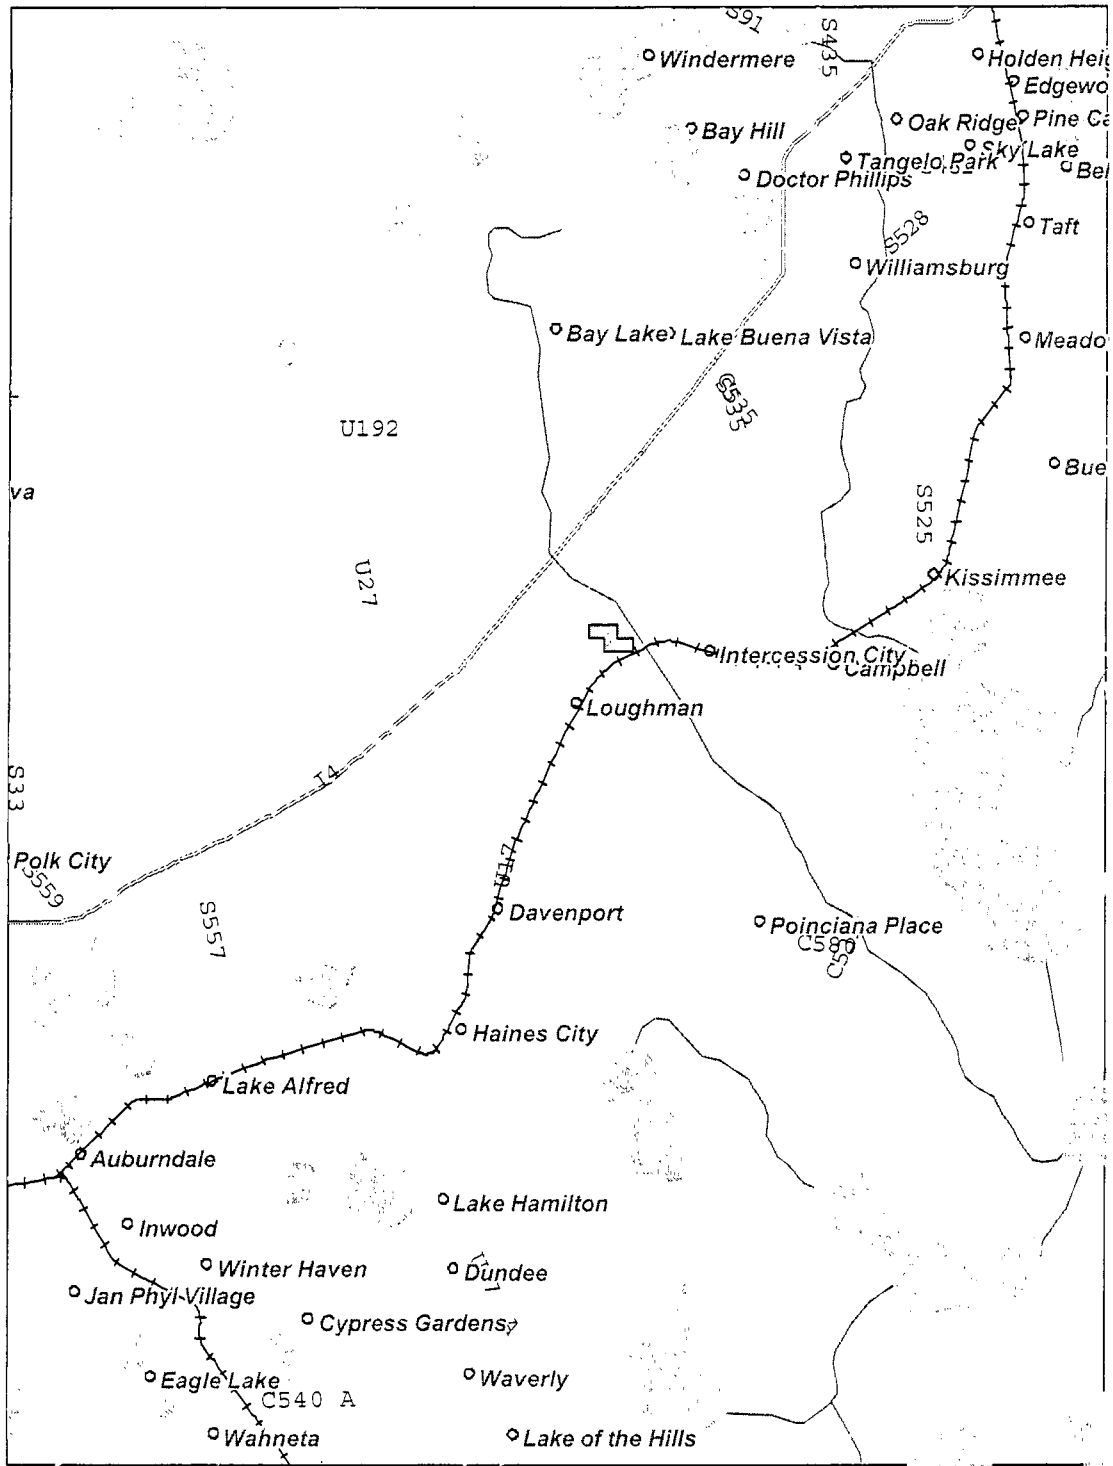 S91
S435
Windermere
Holden Heig
Edgewo
Bay Hill
Oak Ridge
Pine Ca
Sky Lake
Tangelo Park
Bel
Doctor Phillips
Taft
S528
Williamsburg
Bay Lake
Lake Buena Vista
Meado
S535
U192
Bue
va
S525
U27
Kissimmee
Intercession City
Campbell
Loughman
I4
S33
Polk City
S559
U17
S557
Davenport
Poinciana Place
Haines City
Lake Alfred
Auburndale
Lake Hamilton
Inwood
Winter Haven
Dundee
Jan Phyl Village
Cypress Gardens
Eagle Lake
Waverly
C540 A
Wahneta
Lake of the Hills